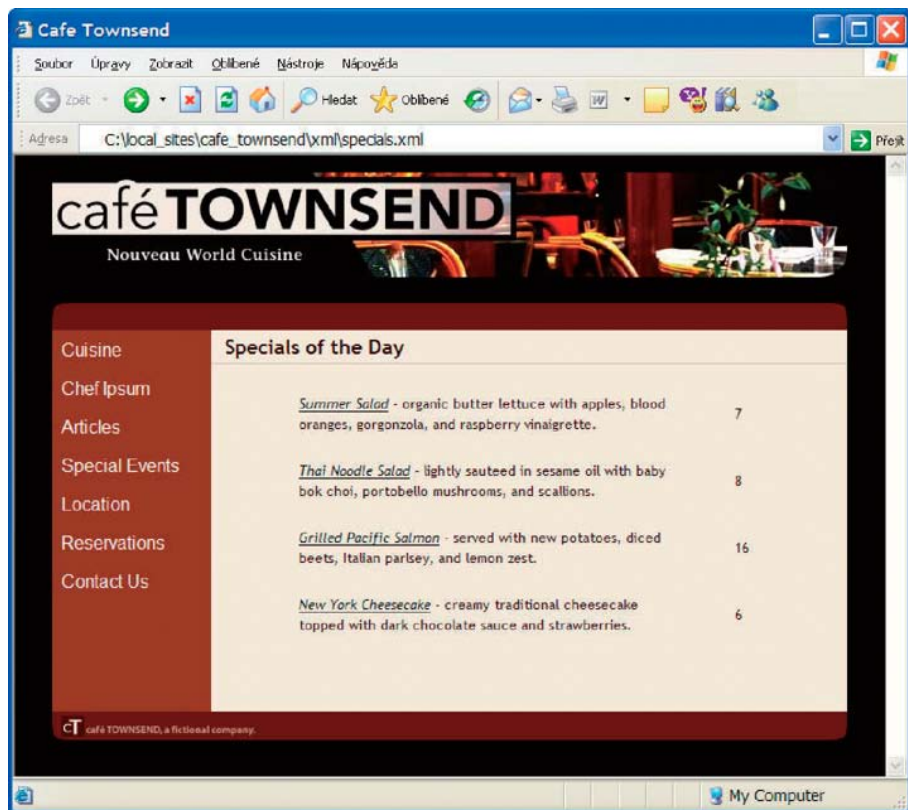 Cafe Townsend
Soubor Úpravy Zobrazit Oblíbené Nástroje Nápověda
Zpět Hledat Oblíbené
Adresa C:\local_sites\cafe_townsend\xml\specials.xml Přejít
café TOWNSEND
Nouveau World Cuisine
Cuisine
Chef Ipsum
Articles
Special Events
Location
Reservations
Contact Us
Specials of the Day
Summer Salad - organic butter lettuce with apples, blood
oranges, gorgonzola, and raspberry vinaigrette.
7
Thai Noodle Salad - lightly sauteed in sesame oil with baby
bok choi, portobello mushrooms, and scallions.
8
Grilled Pacific Salmon - served with new potatoes, diced
beets, Italian parlsey, and lemon zest.
16
New York Cheesecake - creamy traditional cheesecake
topped with dark chocolate sauce and strawberries.
6
cT café TOWNSEND, a fictional company.
My Computer